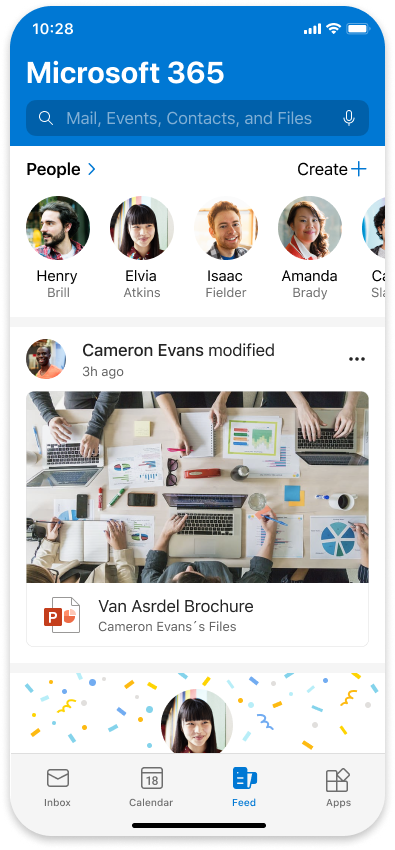 10:28
Microsoft 365
Mail, Events, Contacts, and Files
People
Create
Henry
Brill
Elvia
Atkins
Isaac
Fielder
Amanda
Brady
Ca
Sla
Cameron Evans modified
3h ago
P
Van Asrdel Brochure
Cameron Evans´s Files
18
Inbox
Calendar
Feed
Apps